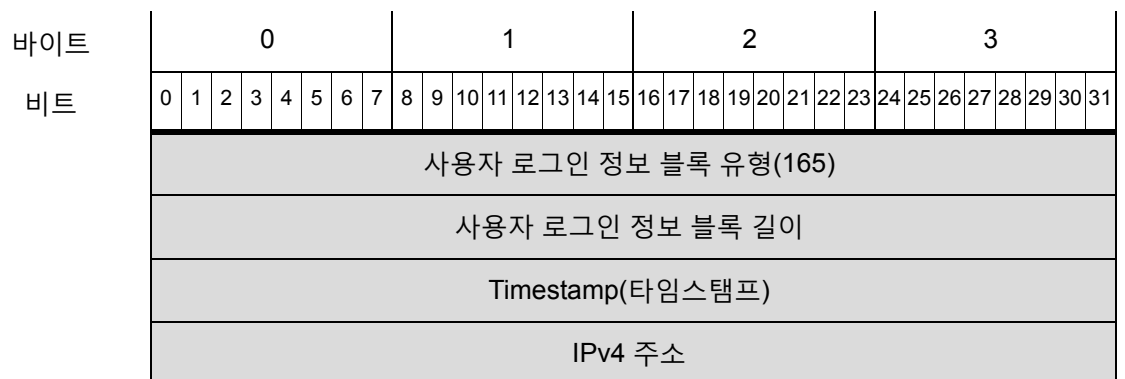 바이트 0 1 2 3
비트 0 1 2 3 4 5 6 7 8 9 10 11 12 13 14 15 16 17 18 19 20 21 22 23 24 25 26 27 28 29 30 31
사용자 로그인 정보 블록 유형(165)
사용자 로그인 정보 블록 길이
Timestamp(타임스탬프)
IPv4 주소